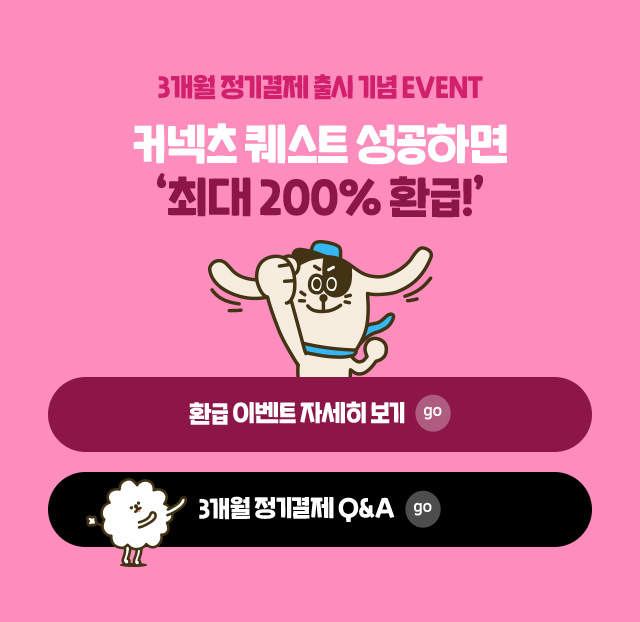 3개월 정기결제 출시 기념 EVENT
커넥츠 퀘스트 성공하면
‘최대 200% 환급!’
환급 이벤트 자세히 보기 go
3개월 정기결제 Q&A go